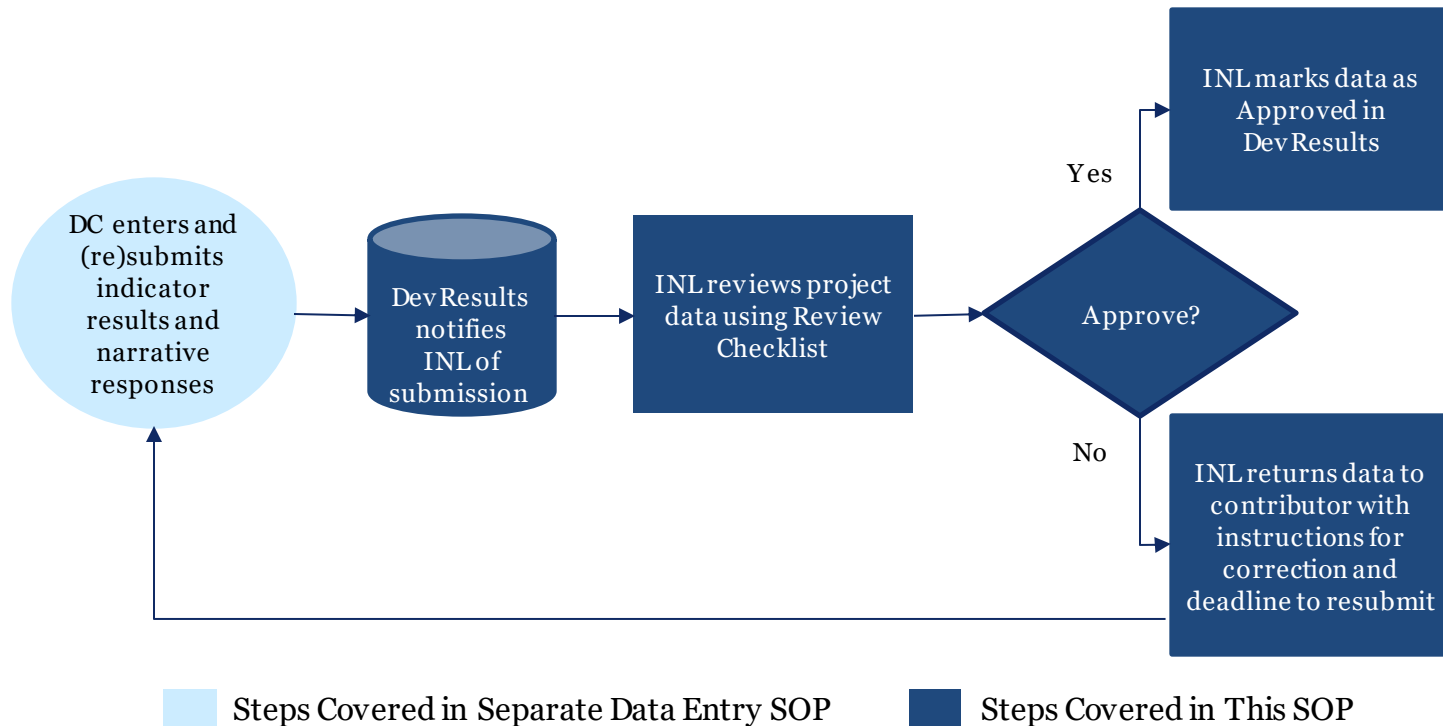 DC enters and
(re)submits
indicator
results and
narrative
responses
DevResults
notifies
INL of
submission
INL reviews project
data using Review
Checklist
Approve?
Yes
INL marks data as
Approved in
DevResults
No
INL returns data to
contributor with
instructions for
correction and
deadline to resubmit
Steps Covered in Separate Data Entry SOP
Steps Covered in This SOP